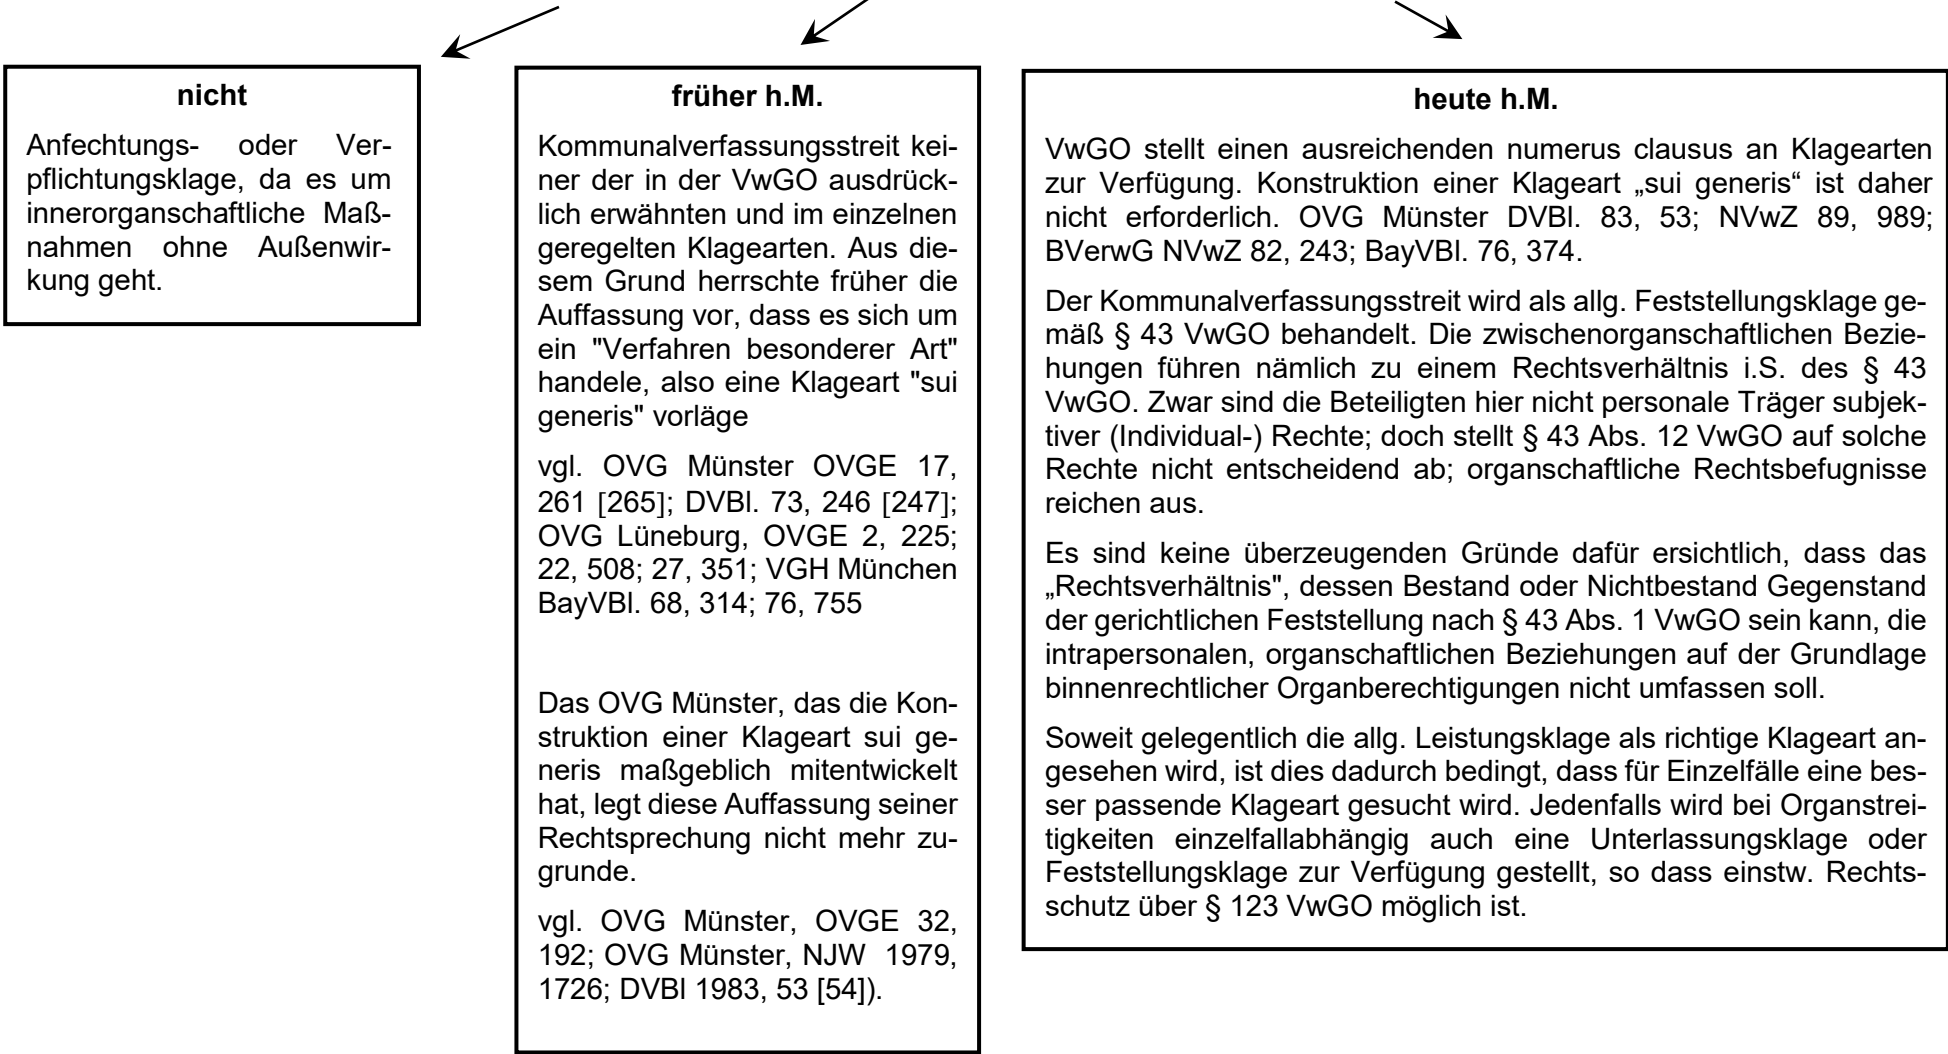 nicht
Anfechtungs- oder Ver-
pflichtungsklage, da es um
innerorganschaftliche Maß-
nahmen ohne Außenwir-
kung geht.
früher h.M.
Kommunalverfassungsstreit kei-
ner der in der VwGO ausdrück-
lich erwähnten und im einzelnen
geregelten Klagearten. Aus die-
sem Grund herrschte früher die
Auffassung vor, dass es sich um
ein "Verfahren besonderer Art"
handele, also eine Klageart "sui
generis" vorläge
vgl. OVG Münster OVGE 17,
261 [265]; DVBl. 73, 246 [247];
OVG Lüneburg, OVGE 2, 225;
22, 508; 27, 351; VGH München
BayVBl. 68, 314; 76, 755
Das OVG Münster, das die Kon-
struktion einer Klageart sui ge-
neris maßgeblich mitentwickelt
hat, legt diese Auffassung seiner
Rechtsprechung nicht mehr zu-
grunde.
vgl. OVG Münster, OVGE 32,
192; OVG Münster, NJW 1979,
1726; DVBl 1983, 53 [54]).
heute h.M.
VwGO stellt einen ausreichenden numerus clausus an Klagearten
zur Verfügung. Konstruktion einer Klageart „sui generis“ ist daher
nicht erforderlich. OVG Münster DVBl. 83, 53; NVwZ 89, 989;
BVerwG NVwZ 82, 243; BayVBl. 76, 374.
Der Kommunalverfassungsstreit wird als allg. Feststellungsklage ge-
mäß § 43 VwGO behandelt. Die zwischenorganschaftlichen Bezie-
hungen führen nämlich zu einem Rechtsverhältnis i.S. des § 43
VwGO. Zwar sind die Beteiligten hier nicht personale Träger subjek-
tiver (Individual-) Rechte; doch stellt § 43 Abs. 12 VwGO auf solche
Rechte nicht entscheidend ab; organschaftliche Rechtsbefugnisse
reichen aus.
Es sind keine überzeugenden Gründe dafür ersichtlich, dass das
„Rechtsverhältnis", dessen Bestand oder Nichtbestand Gegenstand
der gerichtlichen Feststellung nach § 43 Abs. 1 VwGO sein kann, die
intrapersonalen, organschaftlichen Beziehungen auf der Grundlage
binnenrechtlicher Organberechtigungen nicht umfassen soll.
Soweit gelegentlich die allg. Leistungsklage als richtige Klageart an-
gesehen wird, ist dies dadurch bedingt, dass für Einzelfälle eine bes-
ser passende Klageart gesucht wird. Jedenfalls wird bei Organstrei-
tigkeiten einzelfallabhängig auch eine Unterlassungsklage oder
Feststellungsklage zur Verfügung gestellt, so dass einstw. Rechts-
schutz über § 123 VwGO möglich ist.